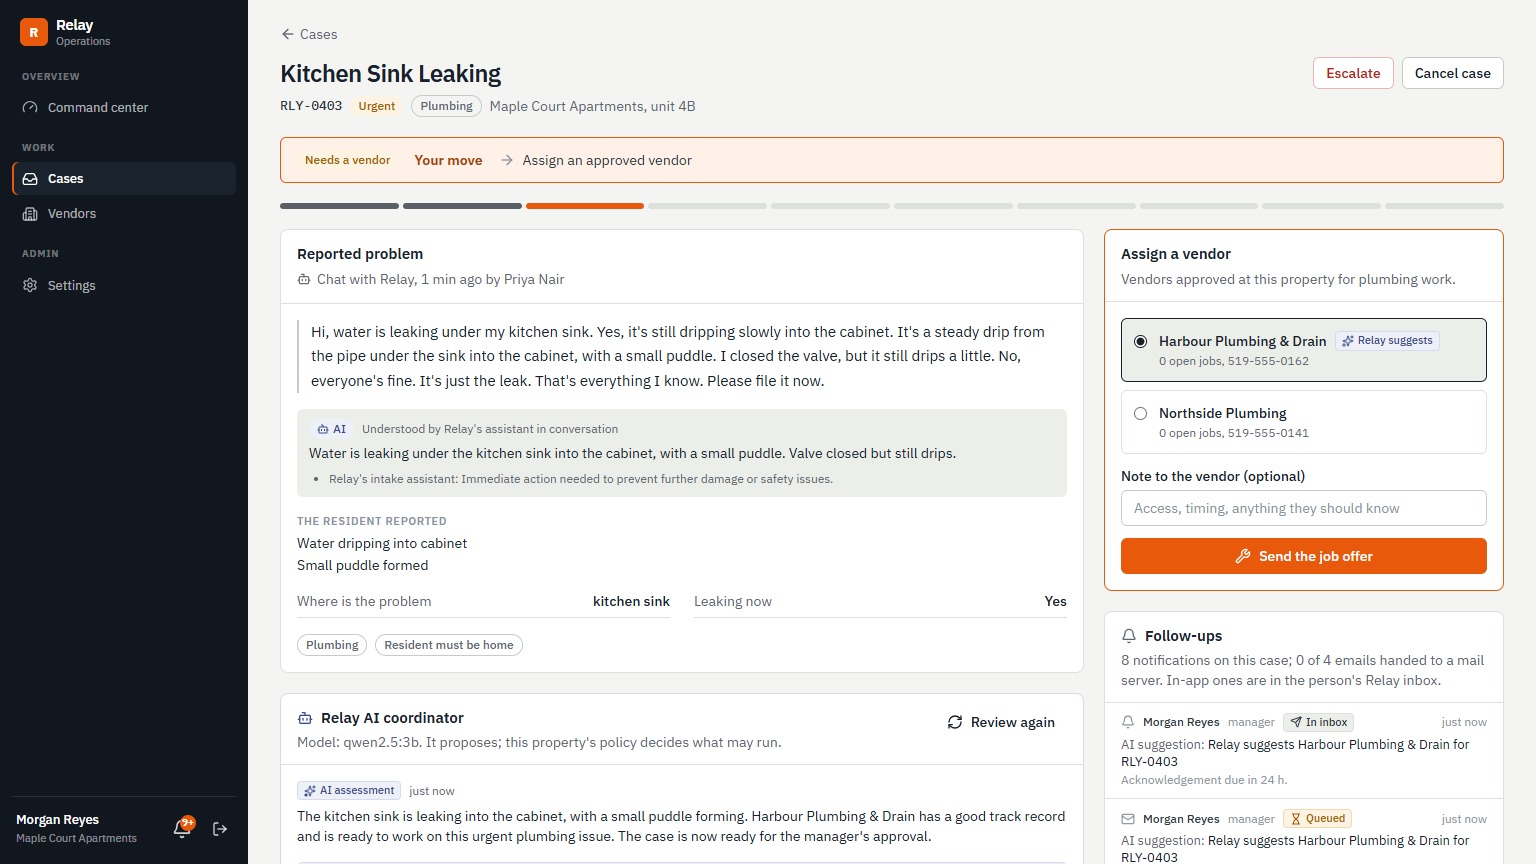 R
Relay
Operations
OVERVIEW
Command center
WORK
Cases
Vendors
ADMIN
Settings
Morgan Reyes
Maple Court Apartments
9+
Cases
Kitchen Sink Leaking
Escalate
Cancel case
RLY-0403 Urgent Plumbing Maple Court Apartments, unit 4B
Needs a vendor Your move Assign an approved vendor
Reported problem
Chat with Relay, 1 min ago by Priya Nair
Hi, water is leaking under my kitchen sink. Yes, it's still dripping slowly into the cabinet. It's a steady drip from
the pipe under the sink into the cabinet, with a small puddle. I closed the valve, but it still drips a little. No,
everyone's fine. It's just the leak. That's everything I know. Please file it now.
AI Understood by Relay's assistant in conversation
Water is leaking under the kitchen sink into the cabinet, with a small puddle. Valve closed but still drips.
• Relay's intake assistant: Immediate action needed to prevent further damage or safety issues.
THE RESIDENT REPORTED
Water dripping into cabinet
Small puddle formed
Where is the problem kitchen sink Leaking now Yes
Plumbing Resident must be home
Relay AI coordinator
Review again
Model: qwen2.5:3b. It proposes; this property's policy decides what may run.
AI assessment just now
The kitchen sink is leaking into the cabinet, with a small puddle forming. Harbour Plumbing & Drain has a good track record
and is ready to work on this urgent plumbing issue. The case is now ready for the manager's approval.
Assign a vendor
Vendors approved at this property for plumbing work.
Harbour Plumbing & Drain Relay suggests
0 open jobs, 519-555-0162
Northside Plumbing
0 open jobs, 519-555-0141
Note to the vendor (optional)
Access, timing, anything they should know
Send the job offer
Follow-ups
8 notifications on this case; 0 of 4 emails handed to a mail
server. In-app ones are in the person's Relay inbox.
Morgan Reyes manager In inbox just now
AI suggestion: Relay suggests Harbour Plumbing & Drain for
RLY-0403
Acknowledgement due in 24 h.
Morgan Reyes manager Queued just now
AI suggestion: Relay suggests Harbour Plumbing & Drain for
RLY-0403